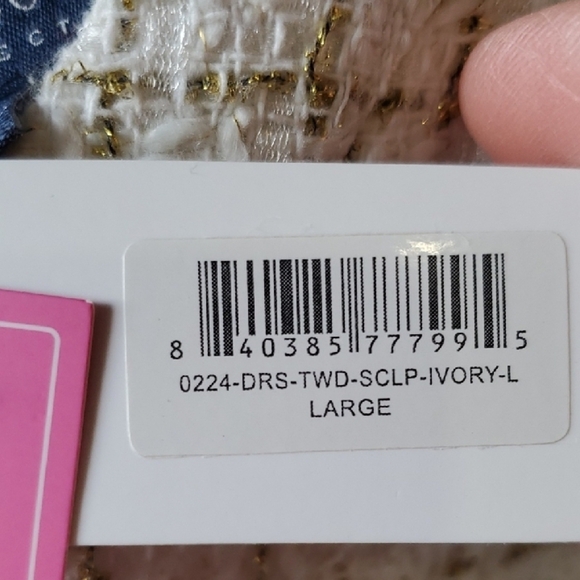 8 40385 77799 5
0224-DRS-TWD-SCLP-IVORY-L
LARGE